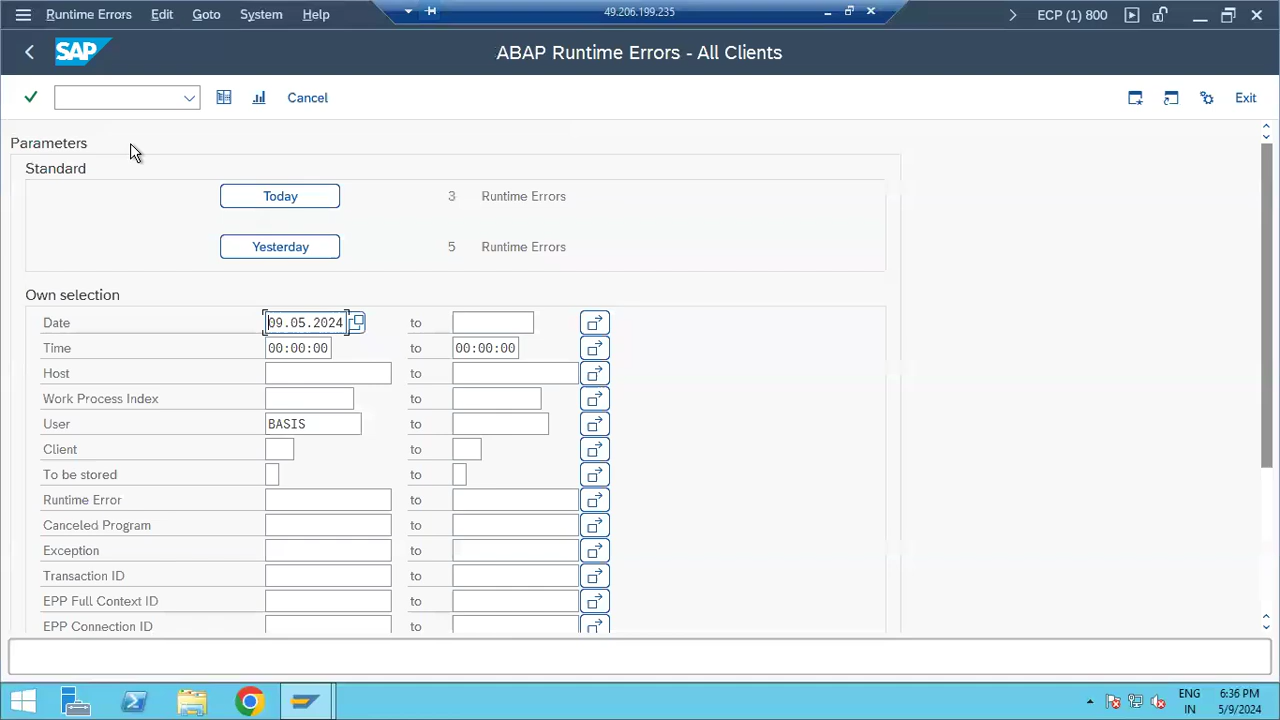 Runtime Errors Edit Goto System Help 49.206.199.235 ECP (1) 800
SAP ABAP Runtime Errors - All Clients
Cancel Exit
Parameters
Standard
Today 3 Runtime Errors
Yesterday 5 Runtime Errors
Own selection
Date 09.05.2024 to
Time 00:00:00 to 00:00:00
Host to
Work Process Index to
User BASIS to
Client to
To be stored to
Runtime Error to
Canceled Program to
Exception to
Transaction ID to
EPP Full Context ID to
EPP Connection ID to
ENG 6:36 PM
IN 5/9/2024